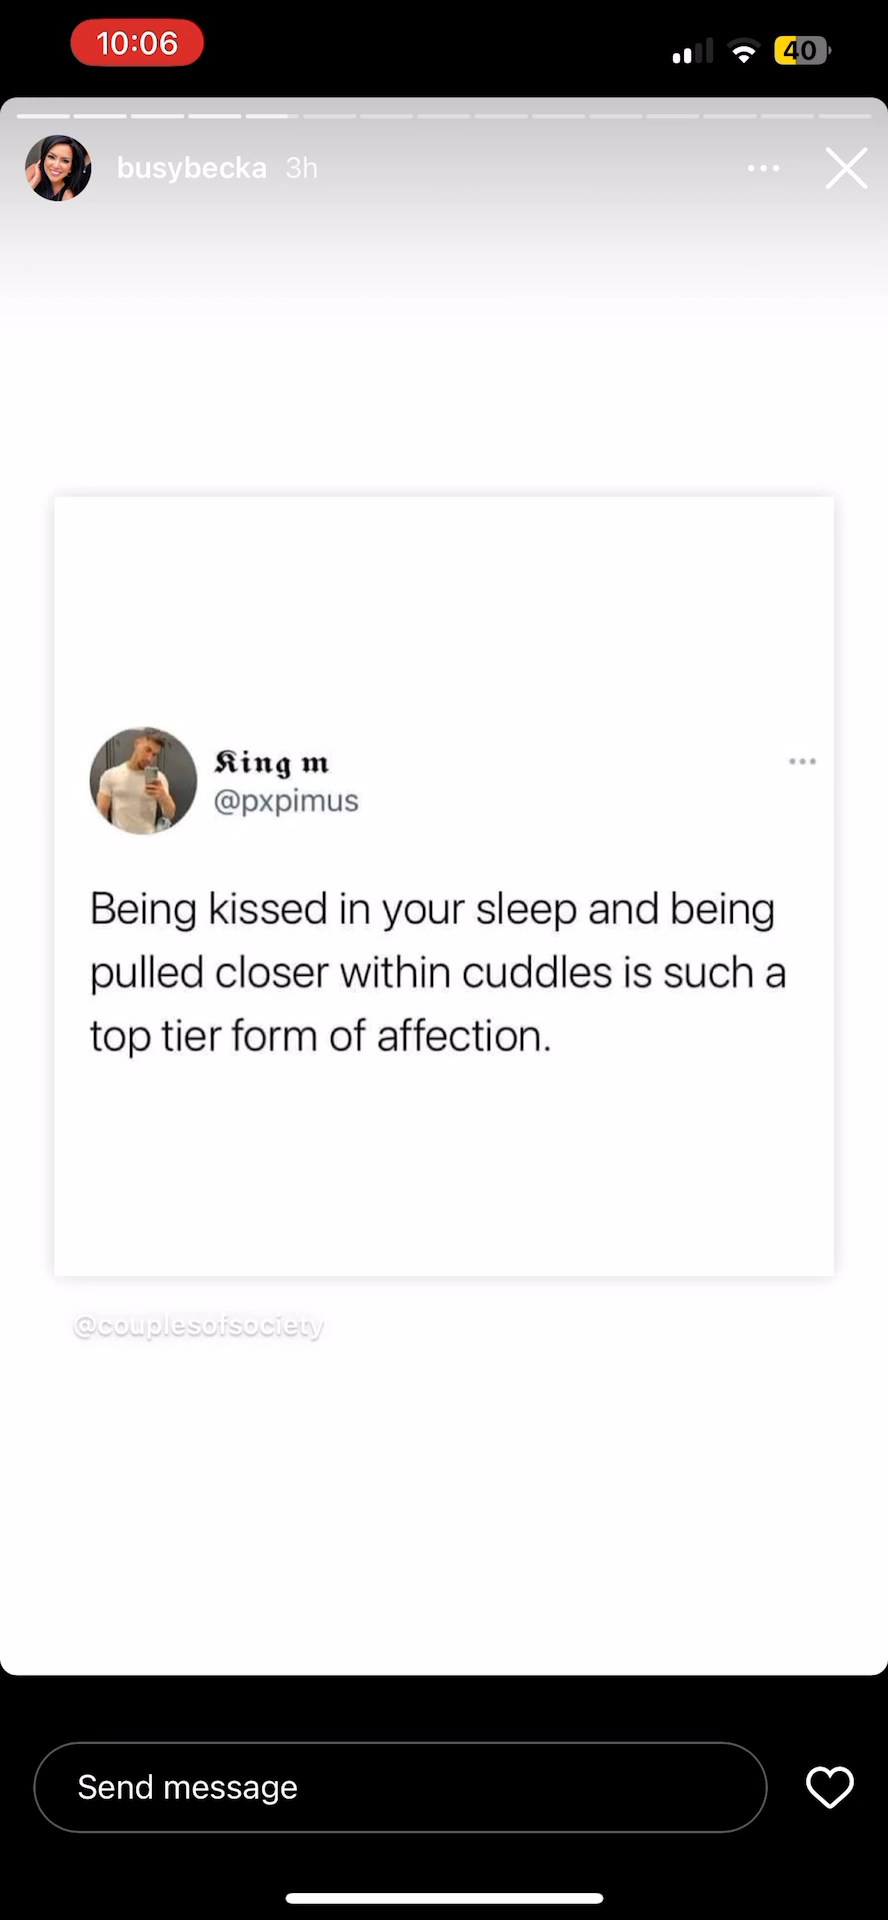 10:06
40
busybecka 3h
King m
@pxpimus
Being kissed in your sleep and being
pulled closer within cuddles is such a
top tier form of affection.
@couplesofsociety
Send message